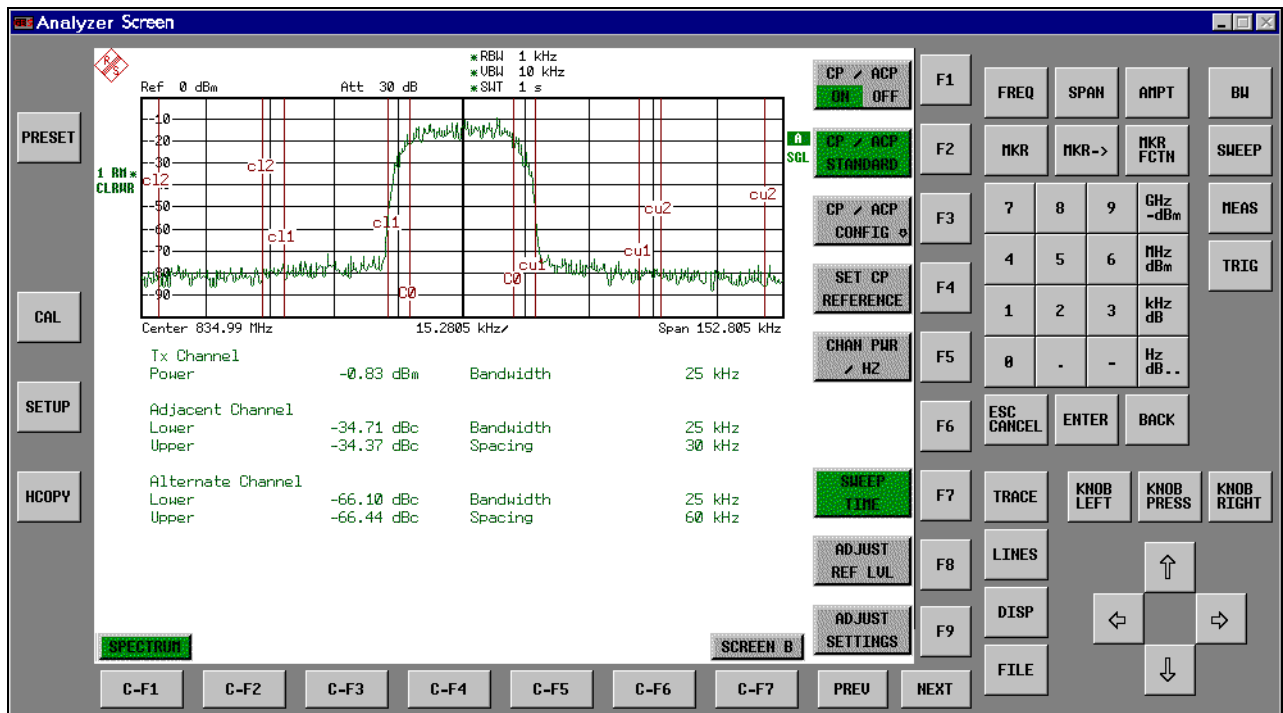 Analyzer Screen
R S
*RBW 1 kHz
*VBW 10 kHz
Ref 0 dBm Att 30 dB *SWT 1 s
-10
-20
-30
-50
-60
-80
-90
1 RM *
CLRWR
A
SGL
cl2
cl2
cl1
cl1
C0
C0
cu1
cu1
cu2
cu2
Center 834.99 MHz 15.2805 kHz/ Span 152.805 kHz
Tx Channel
Power -0.83 dBm Bandwidth 25 kHz
Adjacent Channel
Lower -34.71 dBc Bandwidth 25 kHz
Upper -34.37 dBc Spacing 30 kHz
Alternate Channel
Lower -66.10 dBc Bandwidth 25 kHz
Upper -66.44 dBc Spacing 60 kHz
SPECTRUM
SCREEN B
PRESET
CAL
SETUP
HCOPY
CP / ACP
ON OFF
CP / ACP
STANDARD
CP / ACP
CONFIG
SET CP
REFERENCE
CHAN PWR
/ HZ
SWEEP
TIME
ADJUST
REF LVL
ADJUST
SETTINGS
F1
F2
F3
F4
F5
F6
F7
F8
F9
C-F1 C-F2 C-F3 C-F4 C-F5 C-F6 C-F7 PREV NEXT
FREQ SPAN AMPT BW
MKR MKR-> MKR
FCTN SWEEP
7 8 9 GHz
-dBm MEAS
4 5 6 MHz
dBm TRIG
1 2 3 kHz
dB
0 . - Hz
dB..
ESC
CANCEL ENTER BACK
TRACE KNOB
LEFT KNOB
PRESS KNOB
RIGHT
LINES
DISP
FILE